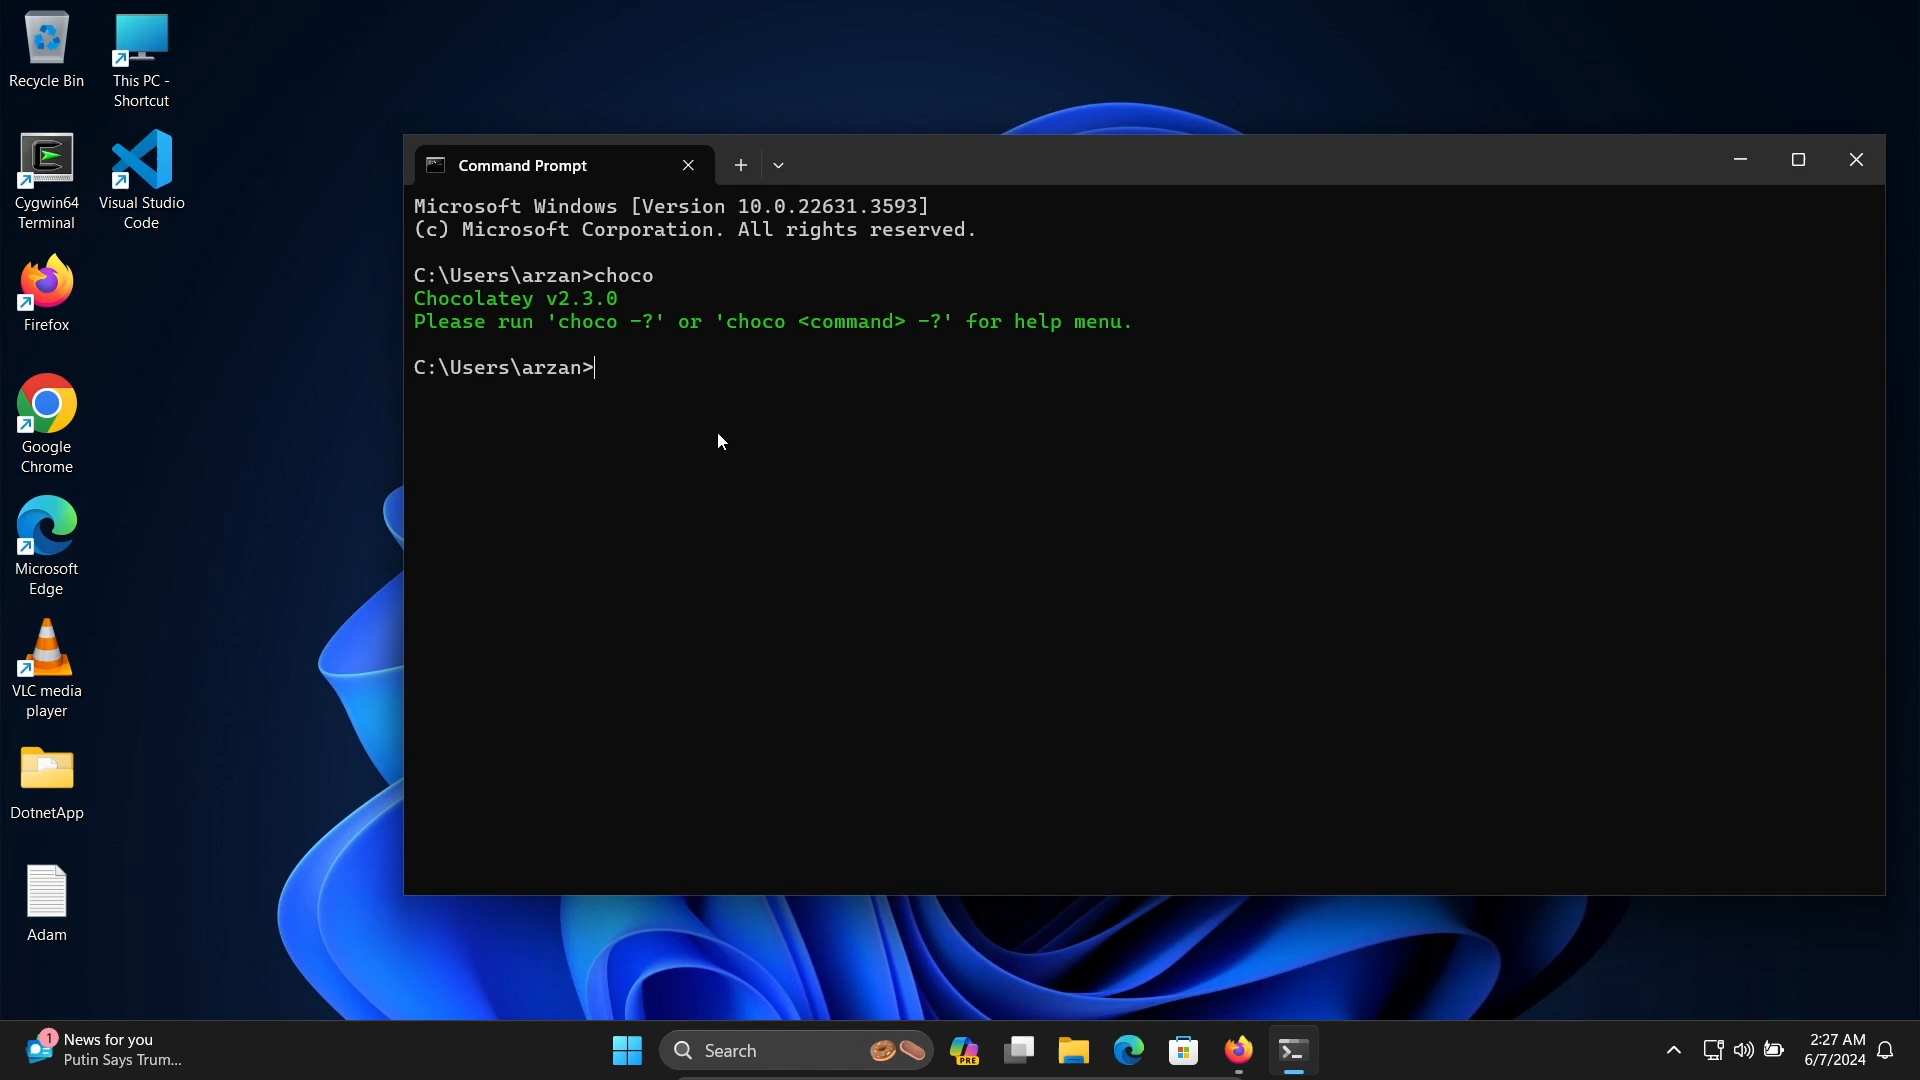 Recycle Bin
This PC -
Shortcut
Cygwin64
Terminal
Visual Studio
Code
Firefox
Google
Chrome
Microsoft
Edge
VLC media
player
DotnetApp
Adam
Command Prompt
Microsoft Windows [Version 10.0.22631.3593]
(c) Microsoft Corporation. All rights reserved.
C:\Users\arzan>choco
Chocolatey v2.3.0
Please run 'choco -?' or 'choco <command> -?' for help menu.
C:\Users\arzan>
1
News for you
Putin Says Trum...
Search
PRE
2:27 AM
6/7/2024